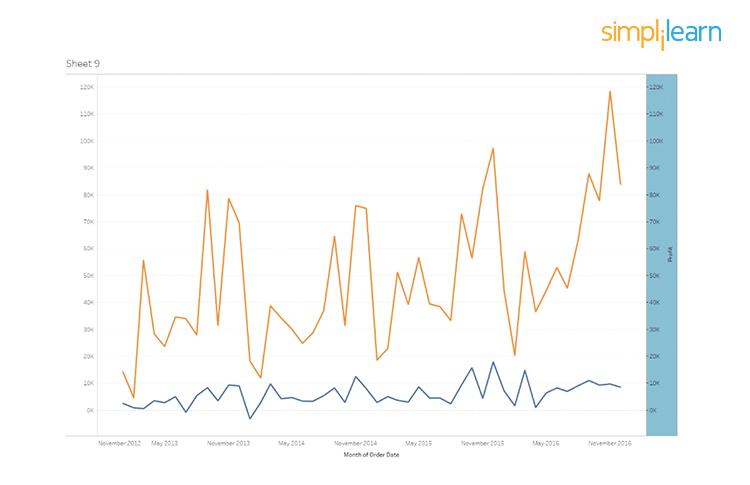 simplilearn
Sheet 9
120K 120K
110K 110K
100K 100K
90K 90K
80K 80K
70K 70K
60K 60K
Profit
50K 50K
40K 40K
30K 30K
20K 20K
10K 10K
0K 0K
November 2012 May 2013 November 2013 May 2014 November 2014 May 2015 November 2015 May 2016 November 2016
Month of Order Date